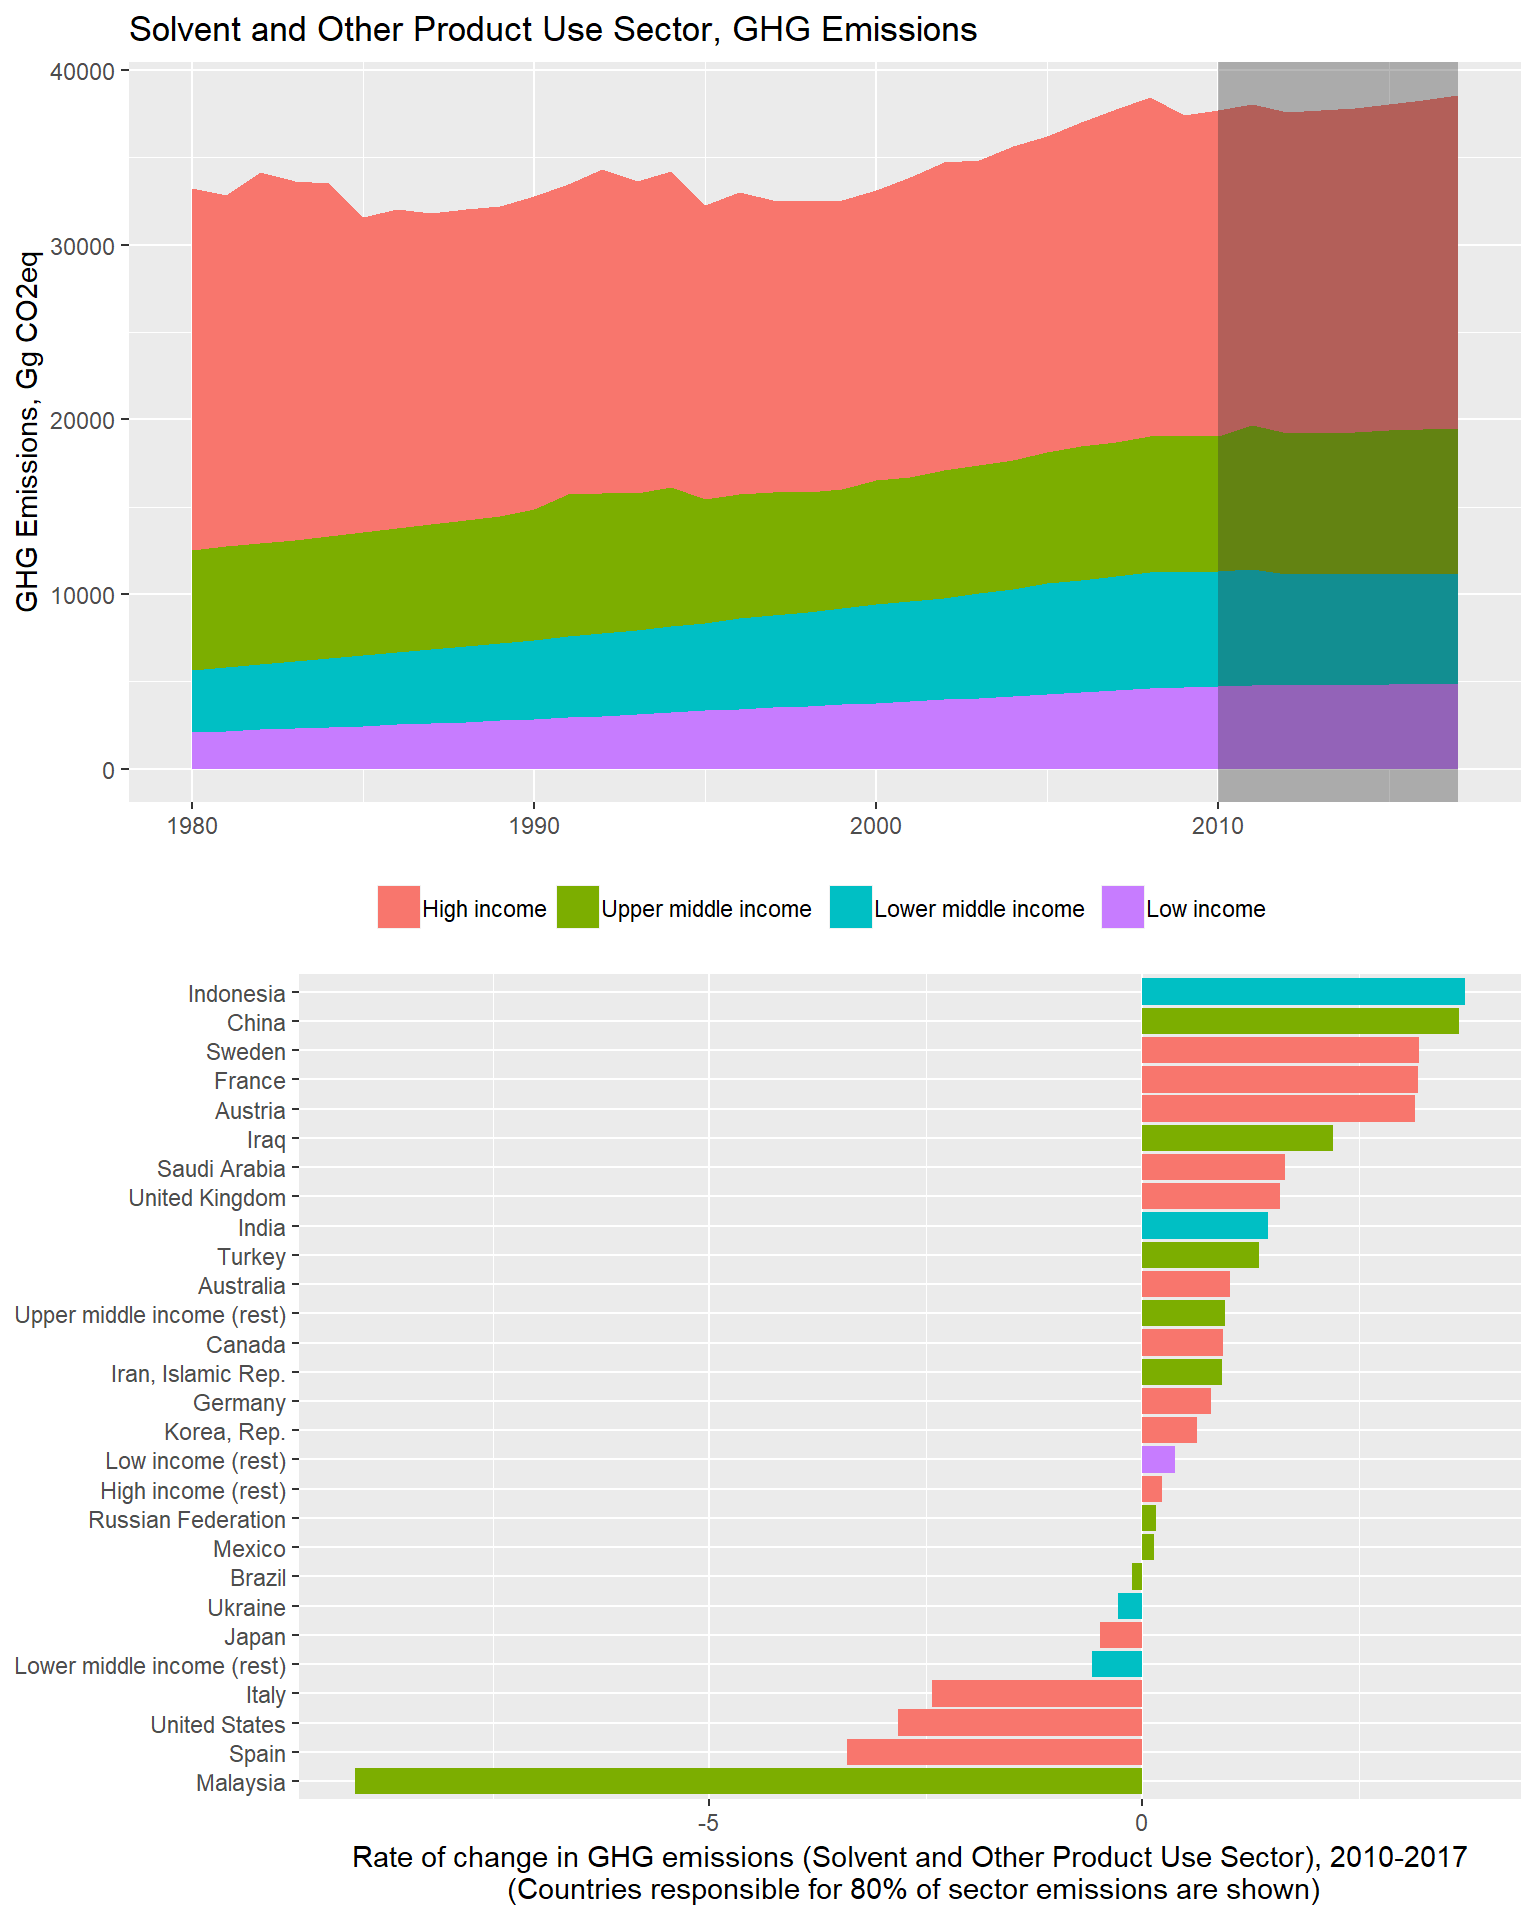 Solvent and Other Product Use Sector, GHG Emissions
GHG Emissions, Gg CO2eq
40000
30000
20000
10000
0
1980 1990 2000 2010
High income Upper middle income Lower middle income Low income
Indonesia
China
Sweden
France
Austria
Iraq
Saudi Arabia
United Kingdom
India
Turkey
Australia
Upper middle income (rest)
Canada
Iran, Islamic Rep.
Germany
Korea, Rep.
Low income (rest)
High income (rest)
Russian Federation
Mexico
Brazil
Ukraine
Japan
Lower middle income (rest)
Italy
United States
Spain
Malaysia
-5 0
Rate of change in GHG emissions (Solvent and Other Product Use Sector), 2010-2017
(Countries responsible for 80% of sector emissions are shown)